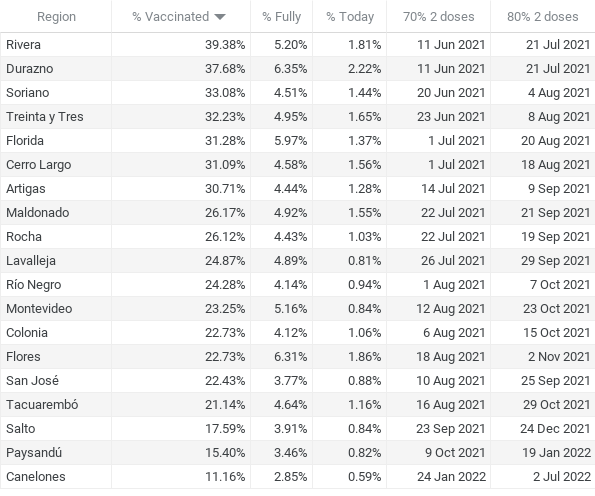 Region % Vaccinated % Fully % Today 70% 2 doses 80% 2 doses
Rivera 39.38% 5.20% 1.81% 11 Jun 2021 21 Jul 2021
Durazno 37.68% 6.35% 2.22% 11 Jun 2021 21 Jul 2021
Soriano 33.08% 4.51% 1.44% 20 Jun 2021 4 Aug 2021
Treinta y Tres 32.23% 4.95% 1.65% 23 Jun 2021 8 Aug 2021
Florida 31.28% 5.97% 1.37% 1 Jul 2021 20 Aug 2021
Cerro Largo 31.09% 4.58% 1.56% 1 Jul 2021 18 Aug 2021
Artigas 30.71% 4.44% 1.28% 14 Jul 2021 9 Sep 2021
Maldonado 26.17% 4.92% 1.55% 22 Jul 2021 21 Sep 2021
Rocha 26.12% 4.43% 1.03% 22 Jul 2021 19 Sep 2021
Lavalleja 24.87% 4.89% 0.81% 26 Jul 2021 29 Sep 2021
Río Negro 24.28% 4.14% 0.94% 1 Aug 2021 7 Oct 2021
Montevideo 23.25% 5.16% 0.84% 12 Aug 2021 23 Oct 2021
Colonia 22.73% 4.12% 1.06% 6 Aug 2021 15 Oct 2021
Flores 22.73% 6.31% 1.86% 18 Aug 2021 2 Nov 2021
San José 22.43% 3.77% 0.88% 10 Aug 2021 25 Sep 2021
Tacuarembó 21.14% 4.64% 1.16% 16 Aug 2021 29 Oct 2021
Salto 17.59% 3.91% 0.84% 23 Sep 2021 24 Dec 2021
Paysandú 15.40% 3.46% 0.82% 9 Oct 2021 19 Jan 2022
Canelones 11.16% 2.85% 0.59% 24 Jan 2022 2 Jul 2022